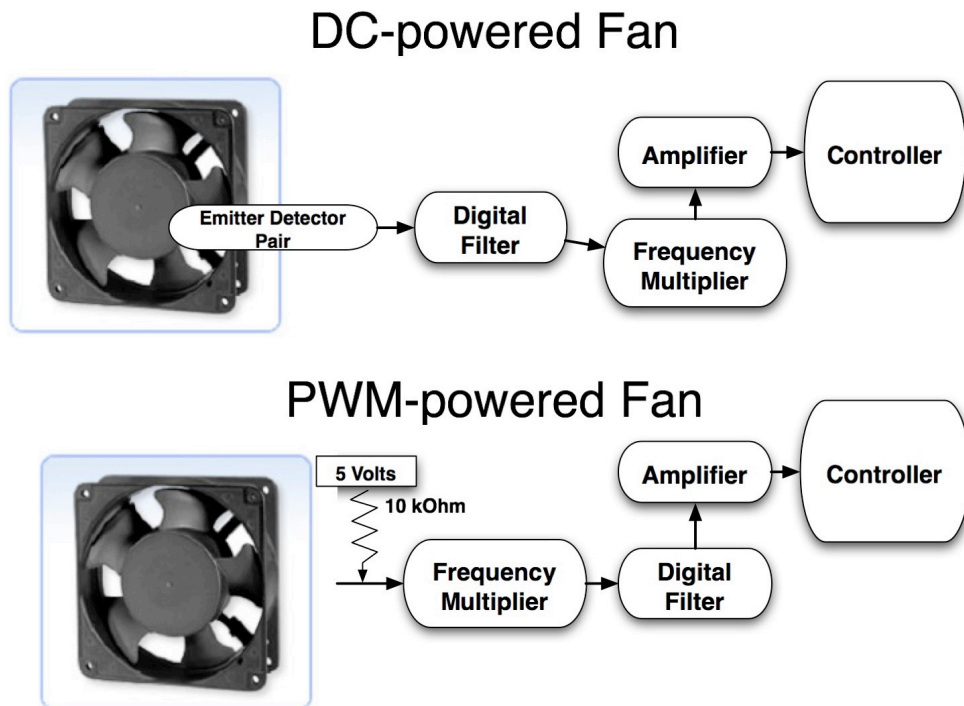 DC-powered Fan
Emitter Detector
Pair
Digital
Filter
Frequency
Multiplier
Amplifier
Controller
PWM-powered Fan
5 Volts
10 kOhm
Frequency
Multiplier
Digital
Filter
Amplifier
Controller